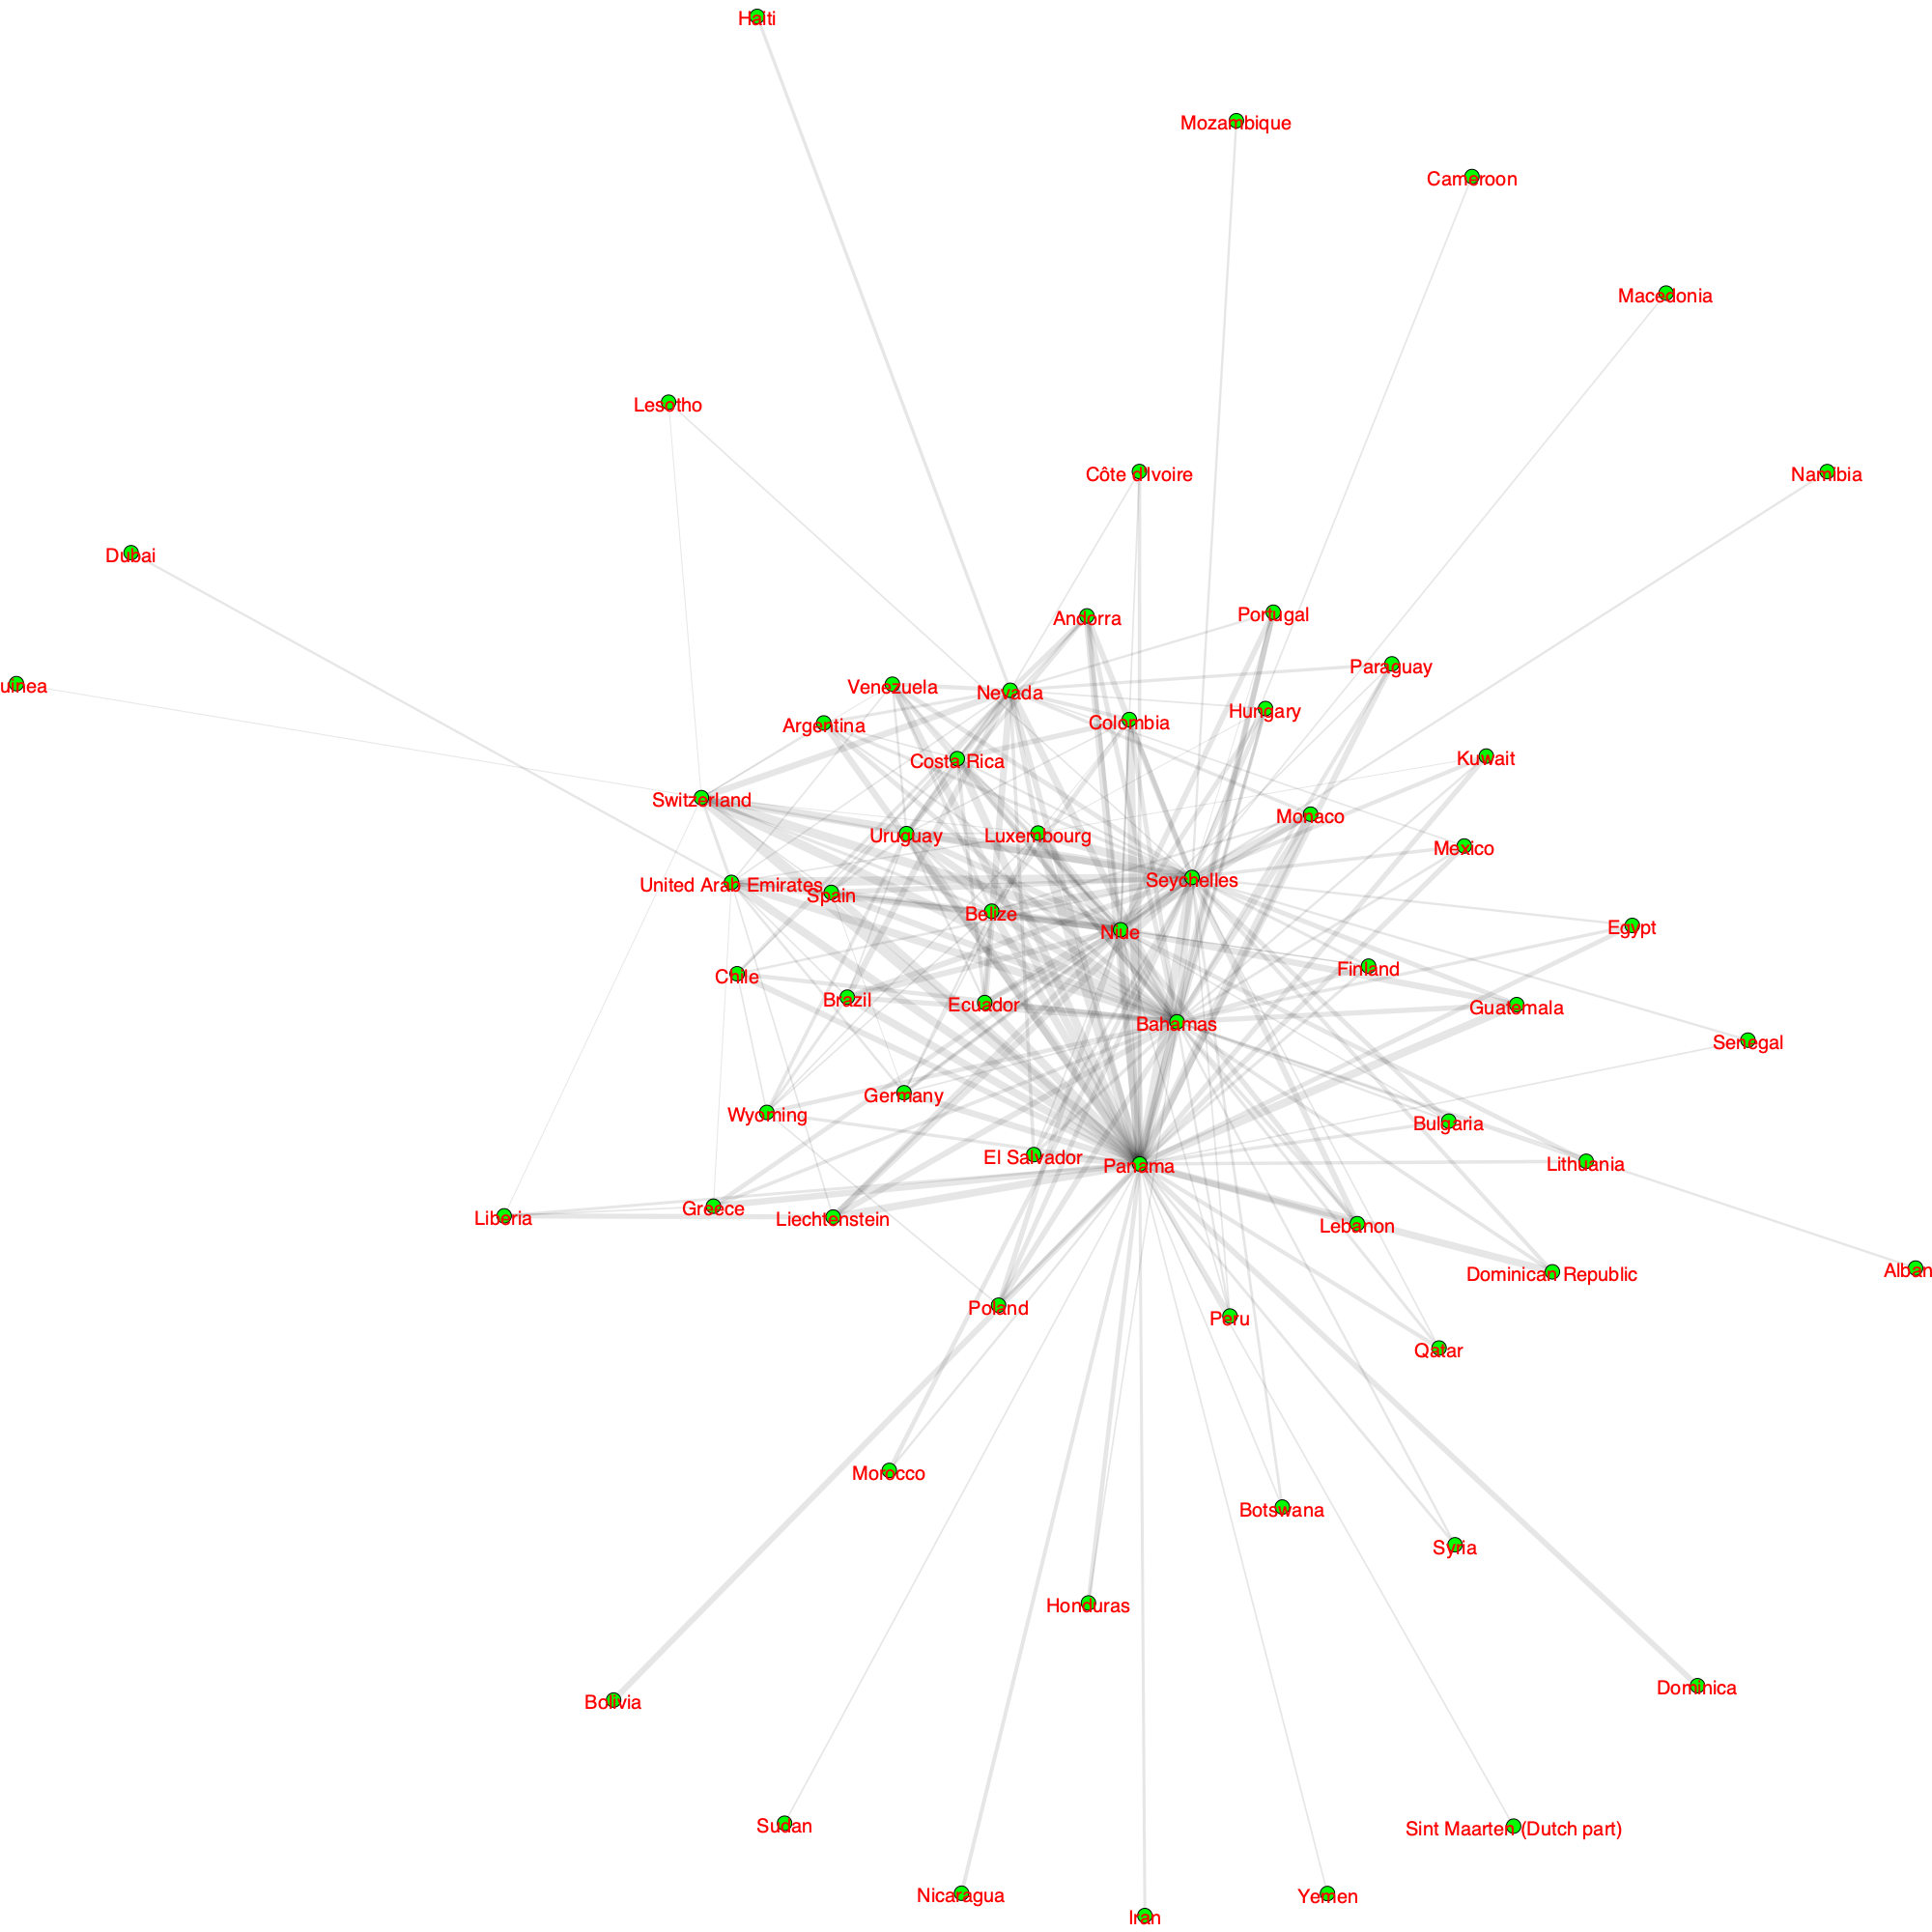 Haiti
Mozambique
Cameroon
Macedonia
Lesotho
Côte d'Ivoire
Namibia
Dubai
Andorra
Portugal
Paraguay
uinea
Venezuela
Nevada
Hungary
Colombia
Argentina
Costa Rica
Kuwait
Switzerland
Monaco
Uruguay
Luxembourg
Mexico
United Arab Emirates
Seychelles
Spain
Belize
Egypt
Niue
Finland
Chile
Brazil
Ecuador
Guatemala
Bahamas
Senegal
Germany
Wyoming
Bulgaria
El Salvador
Panama
Lithuania
Greece
Liberia
Liechtenstein
Lebanon
Alban
Dominican Republic
Poland
Peru
Qatar
Morocco
Botswana
Syria
Honduras
Dominica
Bolivia
Sudan
Sint Maarten (Dutch part)
Nicaragua
Yemen
Iran